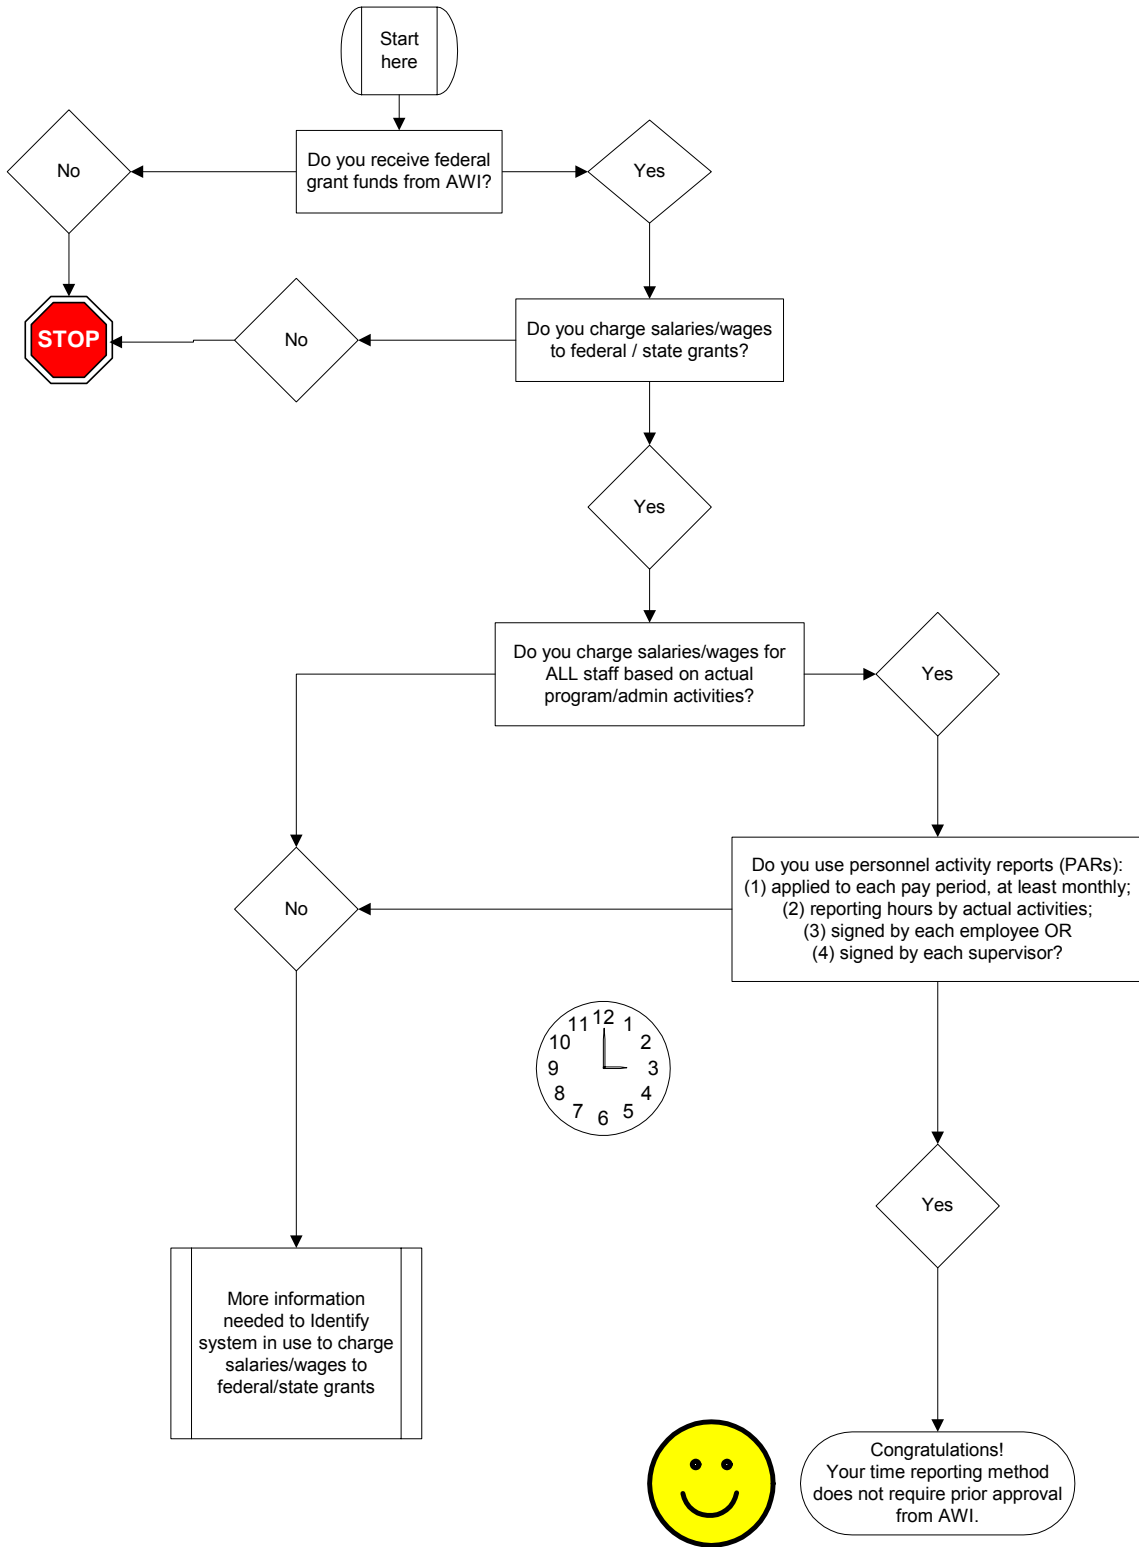 Start
here
Do you receive federal
grant funds from AWI?
No
Yes
STOP
No
Do you charge salaries/wages
to federal / state grants?
Yes
Do you charge salaries/wages for
ALL staff based on actual
program/admin activities?
Yes
No
Do you use personnel activity reports (PARs):
(1) applied to each pay period, at least monthly;
(2) reporting hours by actual activities;
(3) signed by each employee OR
(4) signed by each supervisor?
12
1
2
3
4
5
6
7
8
9
10
11
Yes
More information
needed to Identify
system in use to charge
salaries/wages to
federal/state grants
Congratulations!
Your time reporting method
does not require prior approval
from AWI.